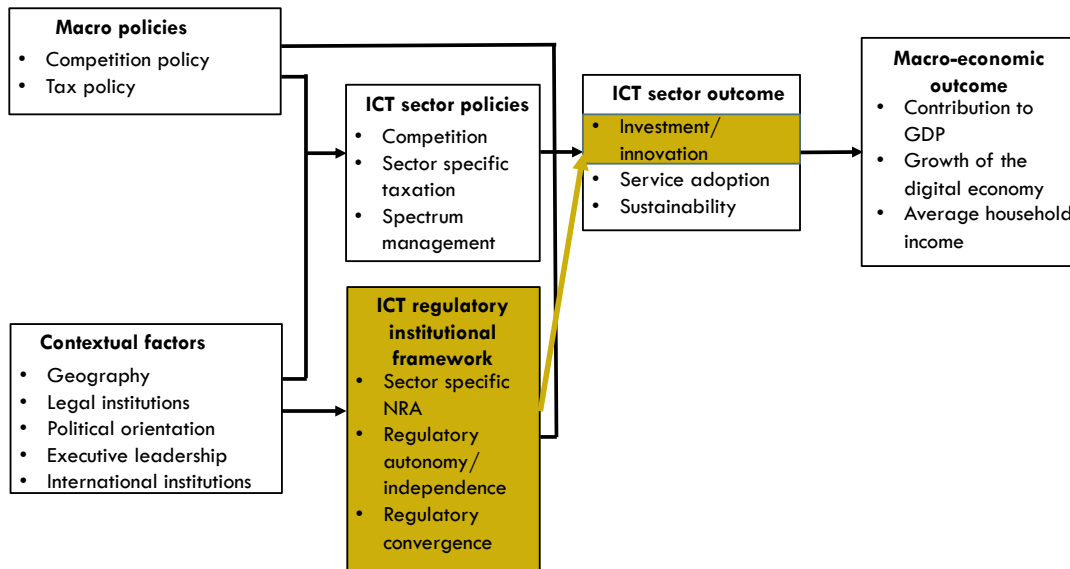 Macro policies
• Competition policy
• Tax policy
ICT sector policies
• Competition
• Sector specific
taxation
• Spectrum
management
ICT sector outcome
• Investment/
innovation
• Service adoption
• Sustainability
Macro-economic
outcome
• Contribution to
GDP
• Growth of the
digital economy
• Average household
income
Contextual factors
• Geography
• Legal institutions
• Political orientation
• Executive leadership
• International institutions
ICT regulatory
institutional
framework
• Sector specific
NRA
• Regulatory
autonomy/
independence
• Regulatory
convergence